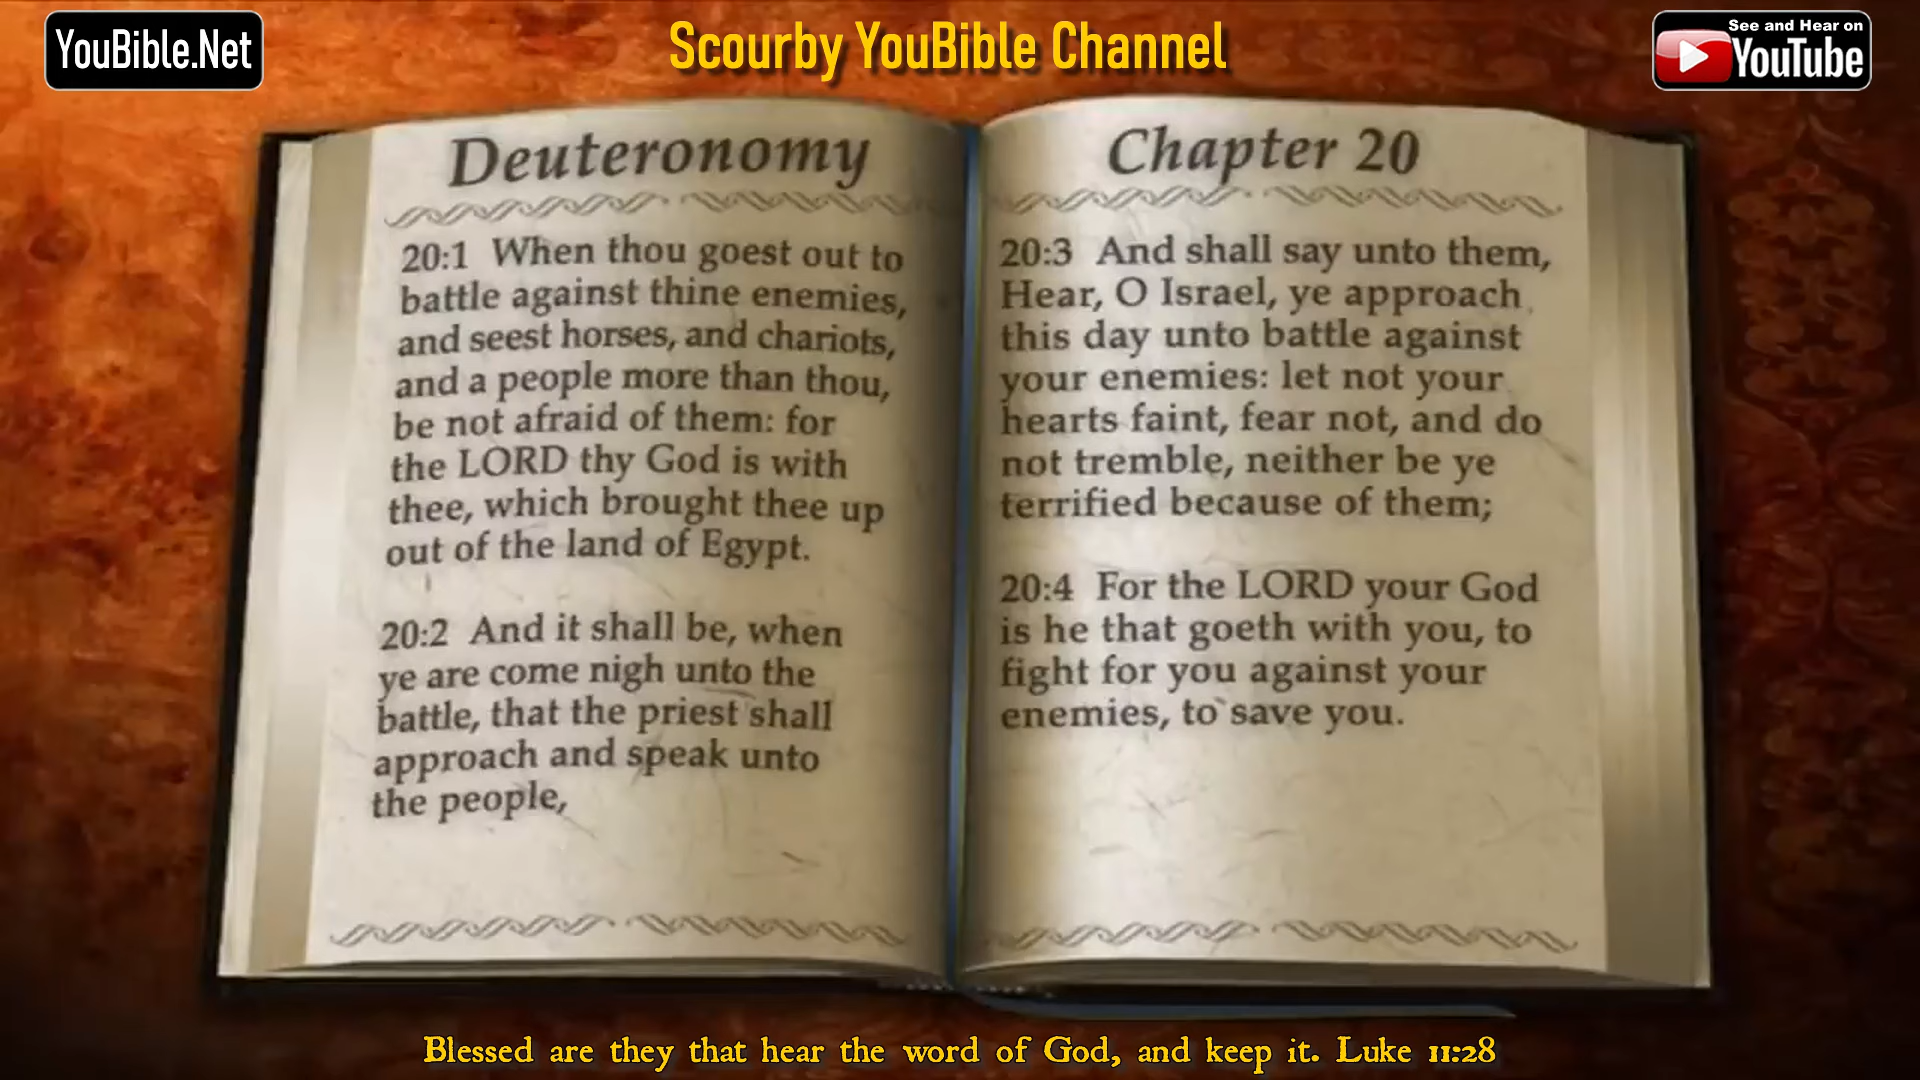 YouBible.Net
Scourby YouBible Channel
See and Hear on
YouTube
Deuteronomy
20:1 When thou goest out to
battle against thine enemies,
and seest horses, and chariots,
and a people more than thou,
be not afraid of them: for
the LORD thy God is with
thee, which brought thee up
out of the land of Egypt.
20:2 And it shall be, when
ye are come nigh unto the
battle, that the priest shall
approach and speak unto
the people,
Chapter 20
20:3 And shall say unto them,
Hear, O Israel, ye approach
this day unto battle against
your enemies: let not your
hearts faint, fear not, and do
not tremble, neither be ye
terrified because of them;
20:4 For the LORD your God
is he that goeth with you, to
fight for you against your
enemies, to save you.
Blessed are they that hear the word of God, and keep it. Luke 11:28